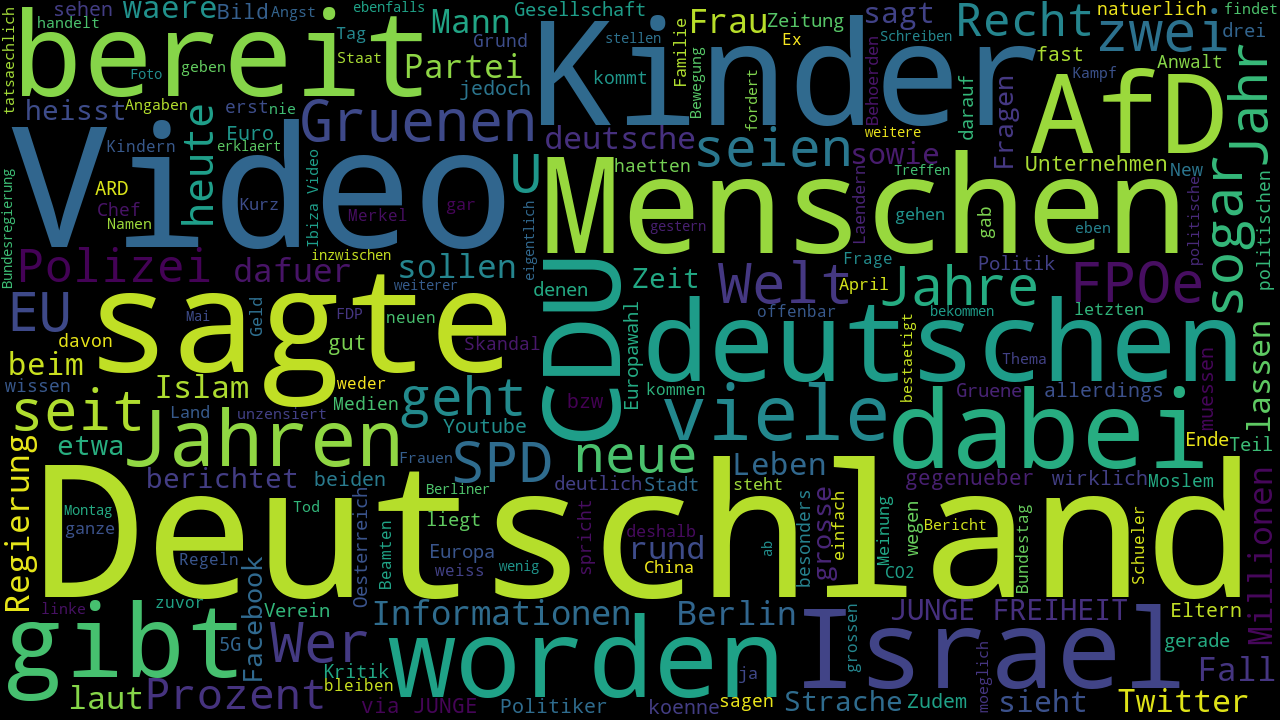 tatsaechlich
handelt
sehen
waere
Bild
Angst
ebenfalls
Mann
Gesellschaft
Frau
Zeitung
sagt
Recht
natuerlich
findet
bereit
Tag
Grund
stellen
Familie
Ex
Schreiben
zwei
drei
Foto
geben
Staat
Partei
jedoch
Kinder
kommt
Bewegung
fordert
Behoerden
darauf
fast
Kampf
Anwalt
Jahr
heisst
Angaben
erst
nie
Gruenen
AfD
Video
Kindern
heute
Euro
erklaert
deutsche
seien
weitere
sowie
Fragen
Unternehmen
New
ARD
Chef
Namen
Kurz
Ibiza Video
Merkel
gar
U
haetten
Menschen
Treffen
Laendern
gehen
gab
eben
politische
sogar
politischen
Bundesregierung
inzwischen
eigentlich
gestern
Polizei
dafuer
sollen
weiterer
denen
Zeit
Welt
April
Frage
Jahre
Politik
FPOe
EU
sagte
Mai
Geld
FDP
neuen
CDU
offenbar
bekommen
letzten
davon
gut
Skandal
Europawahl
deutschen
bestaetigt
Thema
beim
wissen
Islam
weder
geht
bzw
kommen
viele
Gruene
allerdings
muessen
lassen
seit
Land
unzensiert
Medien
Youtube
dabei
Ende
Teil
etwa
Jahren
Frauen
SPD
neue
Leben
Regierung
berichtet
beiden
Berliner
deutlich
Stadt
steht
gegenueber
wirklich
Moslem
Millionen
Montag
ganze
Deutschland
Tod
Oesterreich
liegt
spricht
deshalb
besonders
grosse
einfach
Meinung
wegen
Bericht
Bundestag
Schueler
Regeln
Beamten
Europa
weiss
wenig
rund
China
ab
CO2
linke
zuvor
Facebook
Verein
Informationen
Berlin
grossen
JUNGE FREIHEIT
Eltern
gibt
5G
Wer
worden
Israel
gerade
Kritik
bleiben
ja
moeglich
Fall
laut
Prozent
via JUNGE
Politiker
koenne
sagen
Strache
Zudem
sieht
Twitter